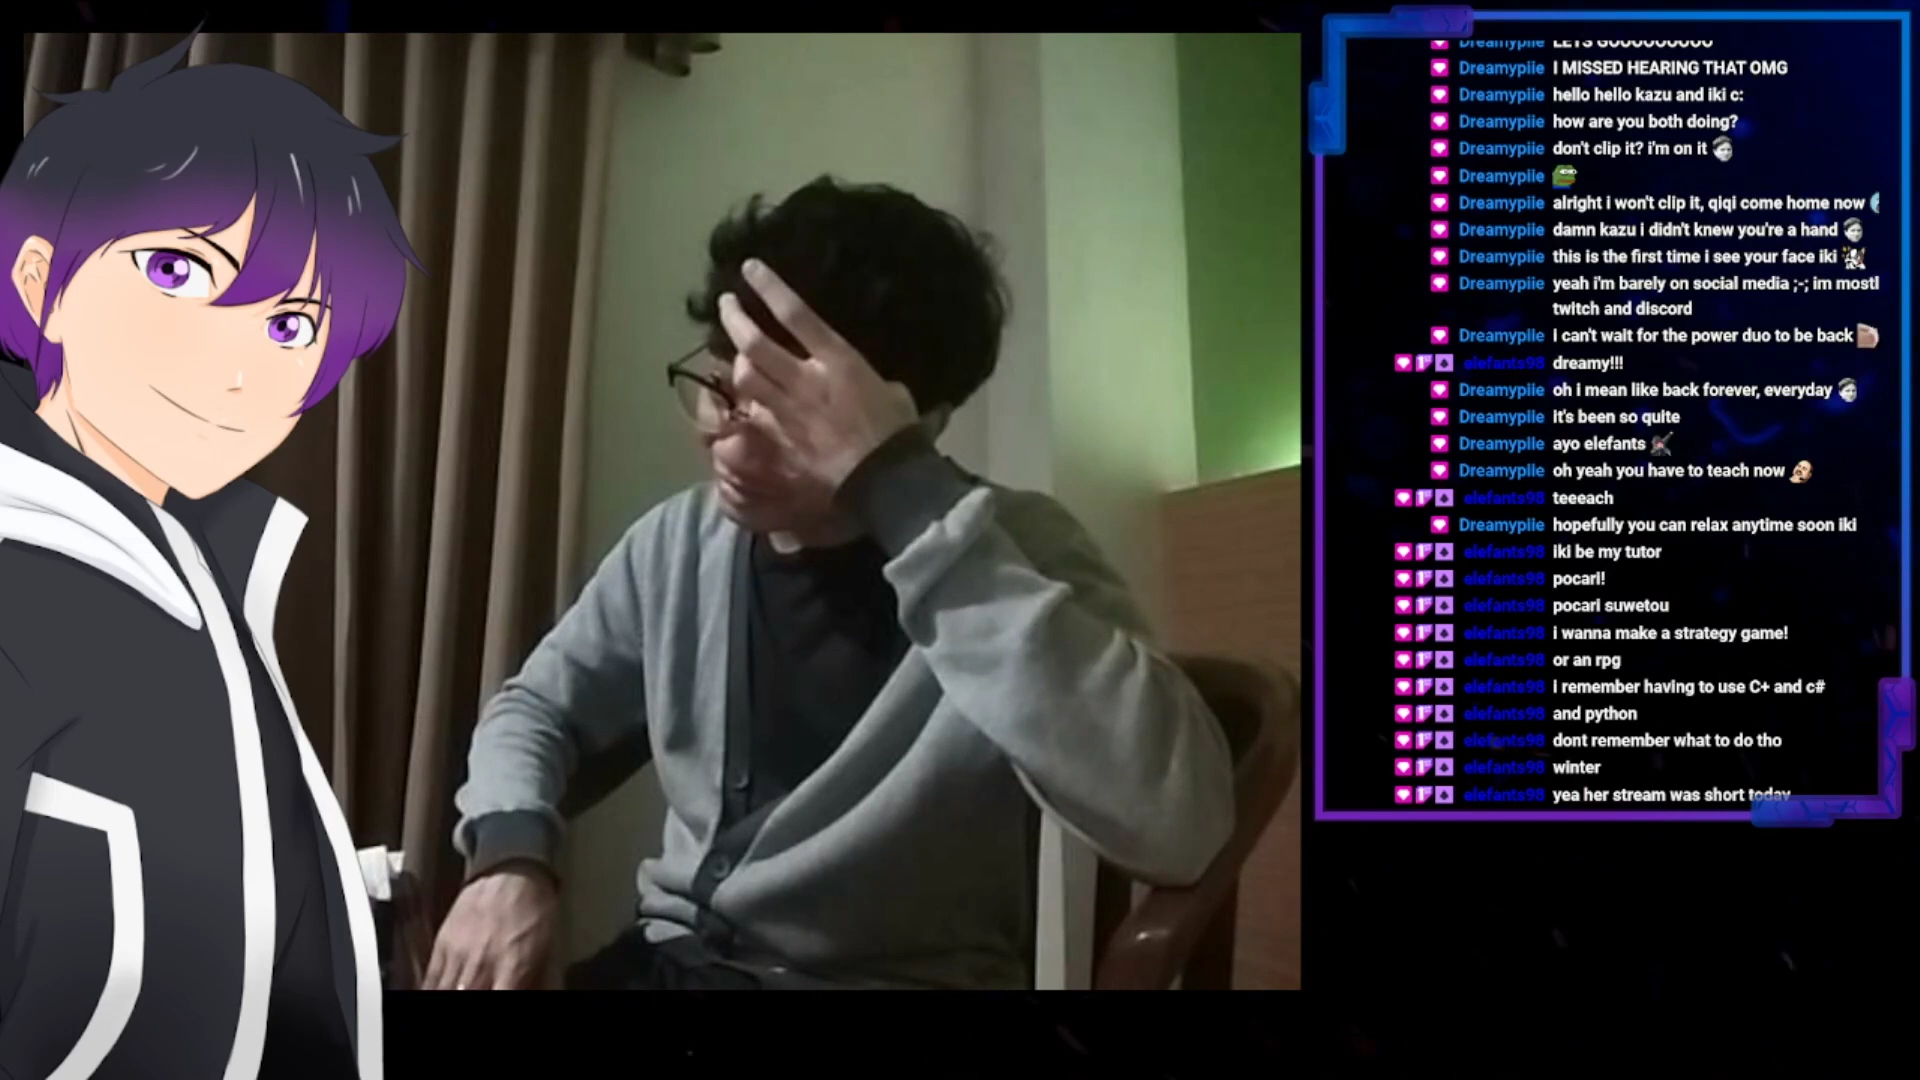 Dreamypiie LETS GOOOOOOOOO
Dreamypiie I MISSED HEARING THAT OMG
Dreamypiie hello hello kazu and iki c:
Dreamypiie how are you both doing?
Dreamypiie don't clip it? i'm on it
Dreamypiie
Dreamypiie alright i won't clip it, qiqi come home now
Dreamypiie damn kazu i didn't knew you're a hand
Dreamypiie this is the first time i see your face iki
Dreamypiie yeah i'm barely on social media ;-; im mostl
twitch and discord
Dreamypiie i can't wait for the power duo to be back
elefants98 dreamy!!!
Dreamypiie oh i mean like back forever, everyday
Dreamypiie it's been so quite
Dreamypiie ayo elefants
Dreamypiie oh yeah you have to teach now
elefants98 teeeach
Dreamypiie hopefully you can relax anytime soon iki
elefants98 iki be my tutor
elefants98 pocari!
elefants98 pocari suwetou
elefants98 i wanna make a strategy game!
elefants98 or an rpg
elefants98 i remember having to use C+ and c#
elefants98 and python
elefants98 dont remember what to do tho
elefants98 winter
elefants98 yea her stream was short today